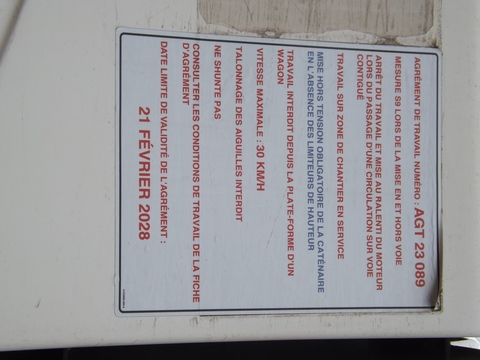 AGRÉMENT DE TRAVAIL NUMÉRO : AGT 23 089
MESURE S9 LORS DE LA MISE EN ET HORS VOIE
ARRÊT DU TRAVAIL ET MISE AU RALENTI DU MOTEUR
LORS DU PASSAGE D'UNE CIRCULATION SUR VOIE
CONTIGUË
TRAVAIL SUR ZONE DE CHANTIER EN SERVICE
MISE HORS TENSION OBLIGATOIRE DE LA CATÉNAIRE
EN L'ABSENCE DES LIMITEURS DE HAUTEUR
TRAVAIL INTERDIT DEPUIS LA PLATE-FORME D'UN
WAGON
VITESSE MAXIMALE : 30 KM/H
TALONNAGE DES AIGUILLES INTERDIT
NE SHUNTE PAS
CONSULTER LES CONDITIONS DE TRAVAIL DE LA FICHE
D'AGRÉMENT
DATE LIMITE DE VALIDITÉ DE L'AGRÉMENT :
21 FÉVRIER 2028